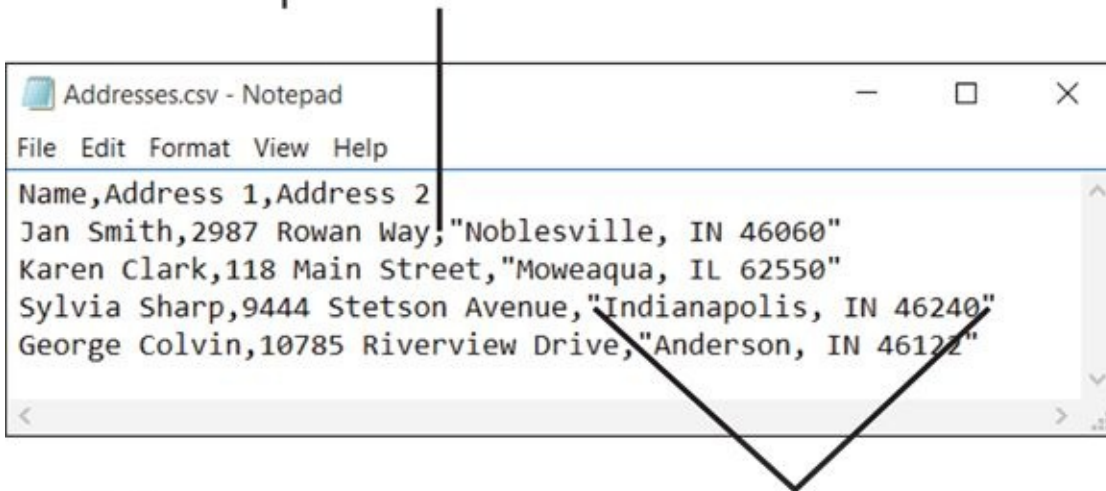 Addresses.csv - Notepad
File Edit Format View Help
Name,Address 1,Address 2
Jan Smith,2987 Rowan Way,"Noblesville, IN 46060"
Karen Clark,118 Main Street,"Moweaqua, IL 62550"
Sylvia Sharp,9444 Stetson Avenue,"Indianapolis, IN 46240"
George Colvin,10785 Riverview Drive,"Anderson, IN 46122"